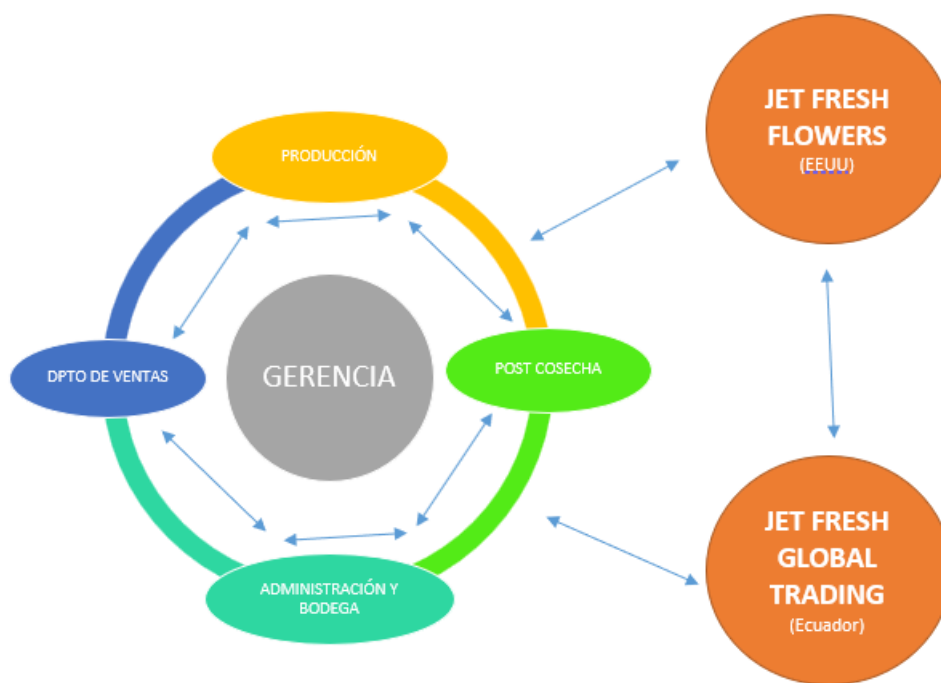 PRODUCCIÓN
JET FRESH
FLOWERS
(EEUU)
DPTO DE VENTAS
GERENCIA
POST COSECHA
ADMINISTRACIÓN Y
BODEGA
JET FRESH
GLOBAL
TRADING
(Ecuador)